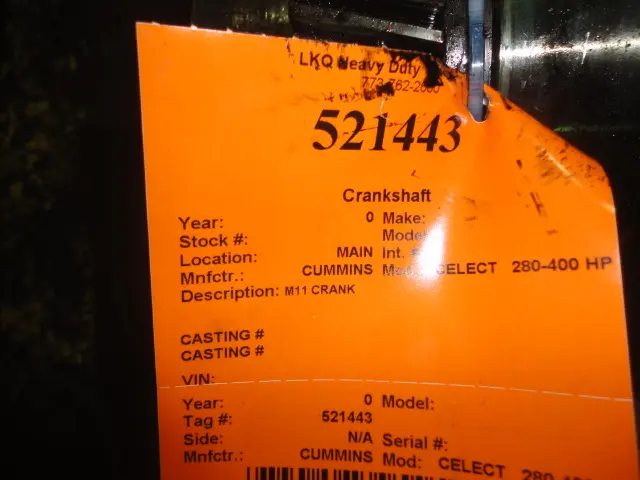 LKQ Heavy Duty
521443
Crankshaft
Year: 0 Make:
Stock #: Model
Location: MAIN Int. #
Mnfctr.: CUMMINS CELECT 280-400 HP
Description: M11 CRANK
CASTING #
CASTING #
VIN:
Year: 0 Model:
Tag #: 521443
Side: N/A Serial #:
Mnfctr.: CUMMINS Mod: CELECT